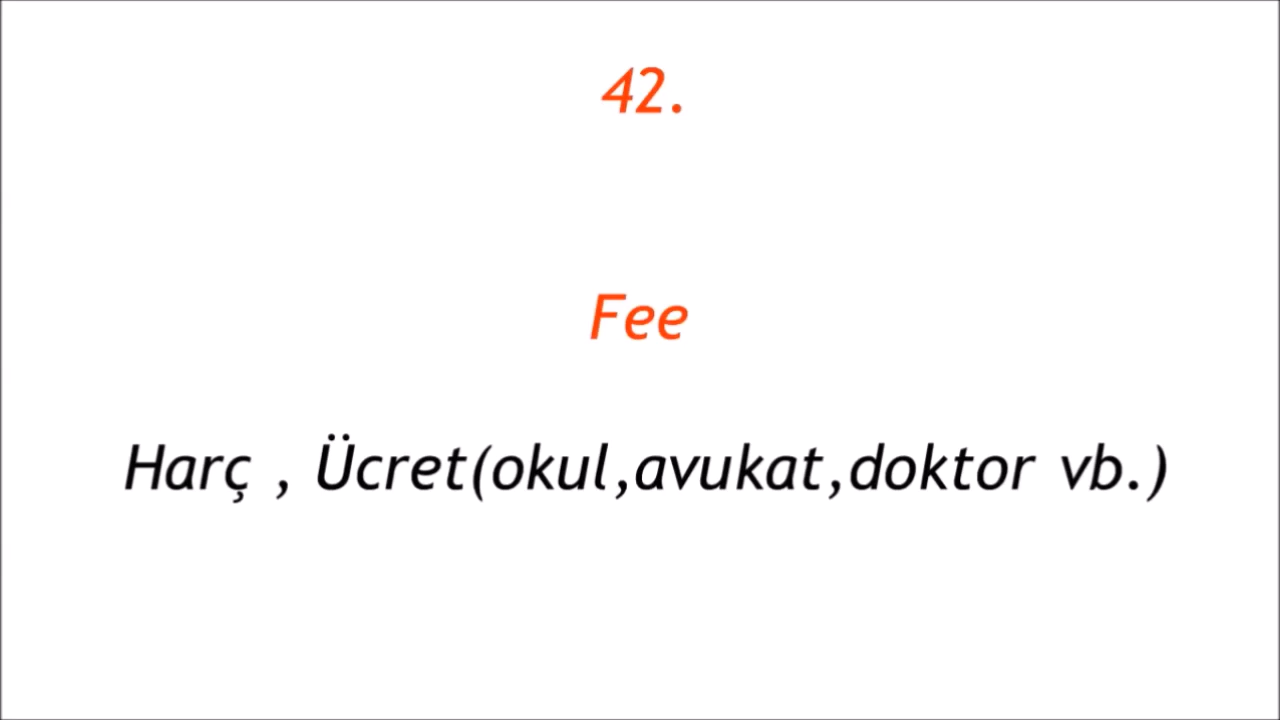 42.
Fee
Harç , Ücret(okul,avukat,doktor vb.)